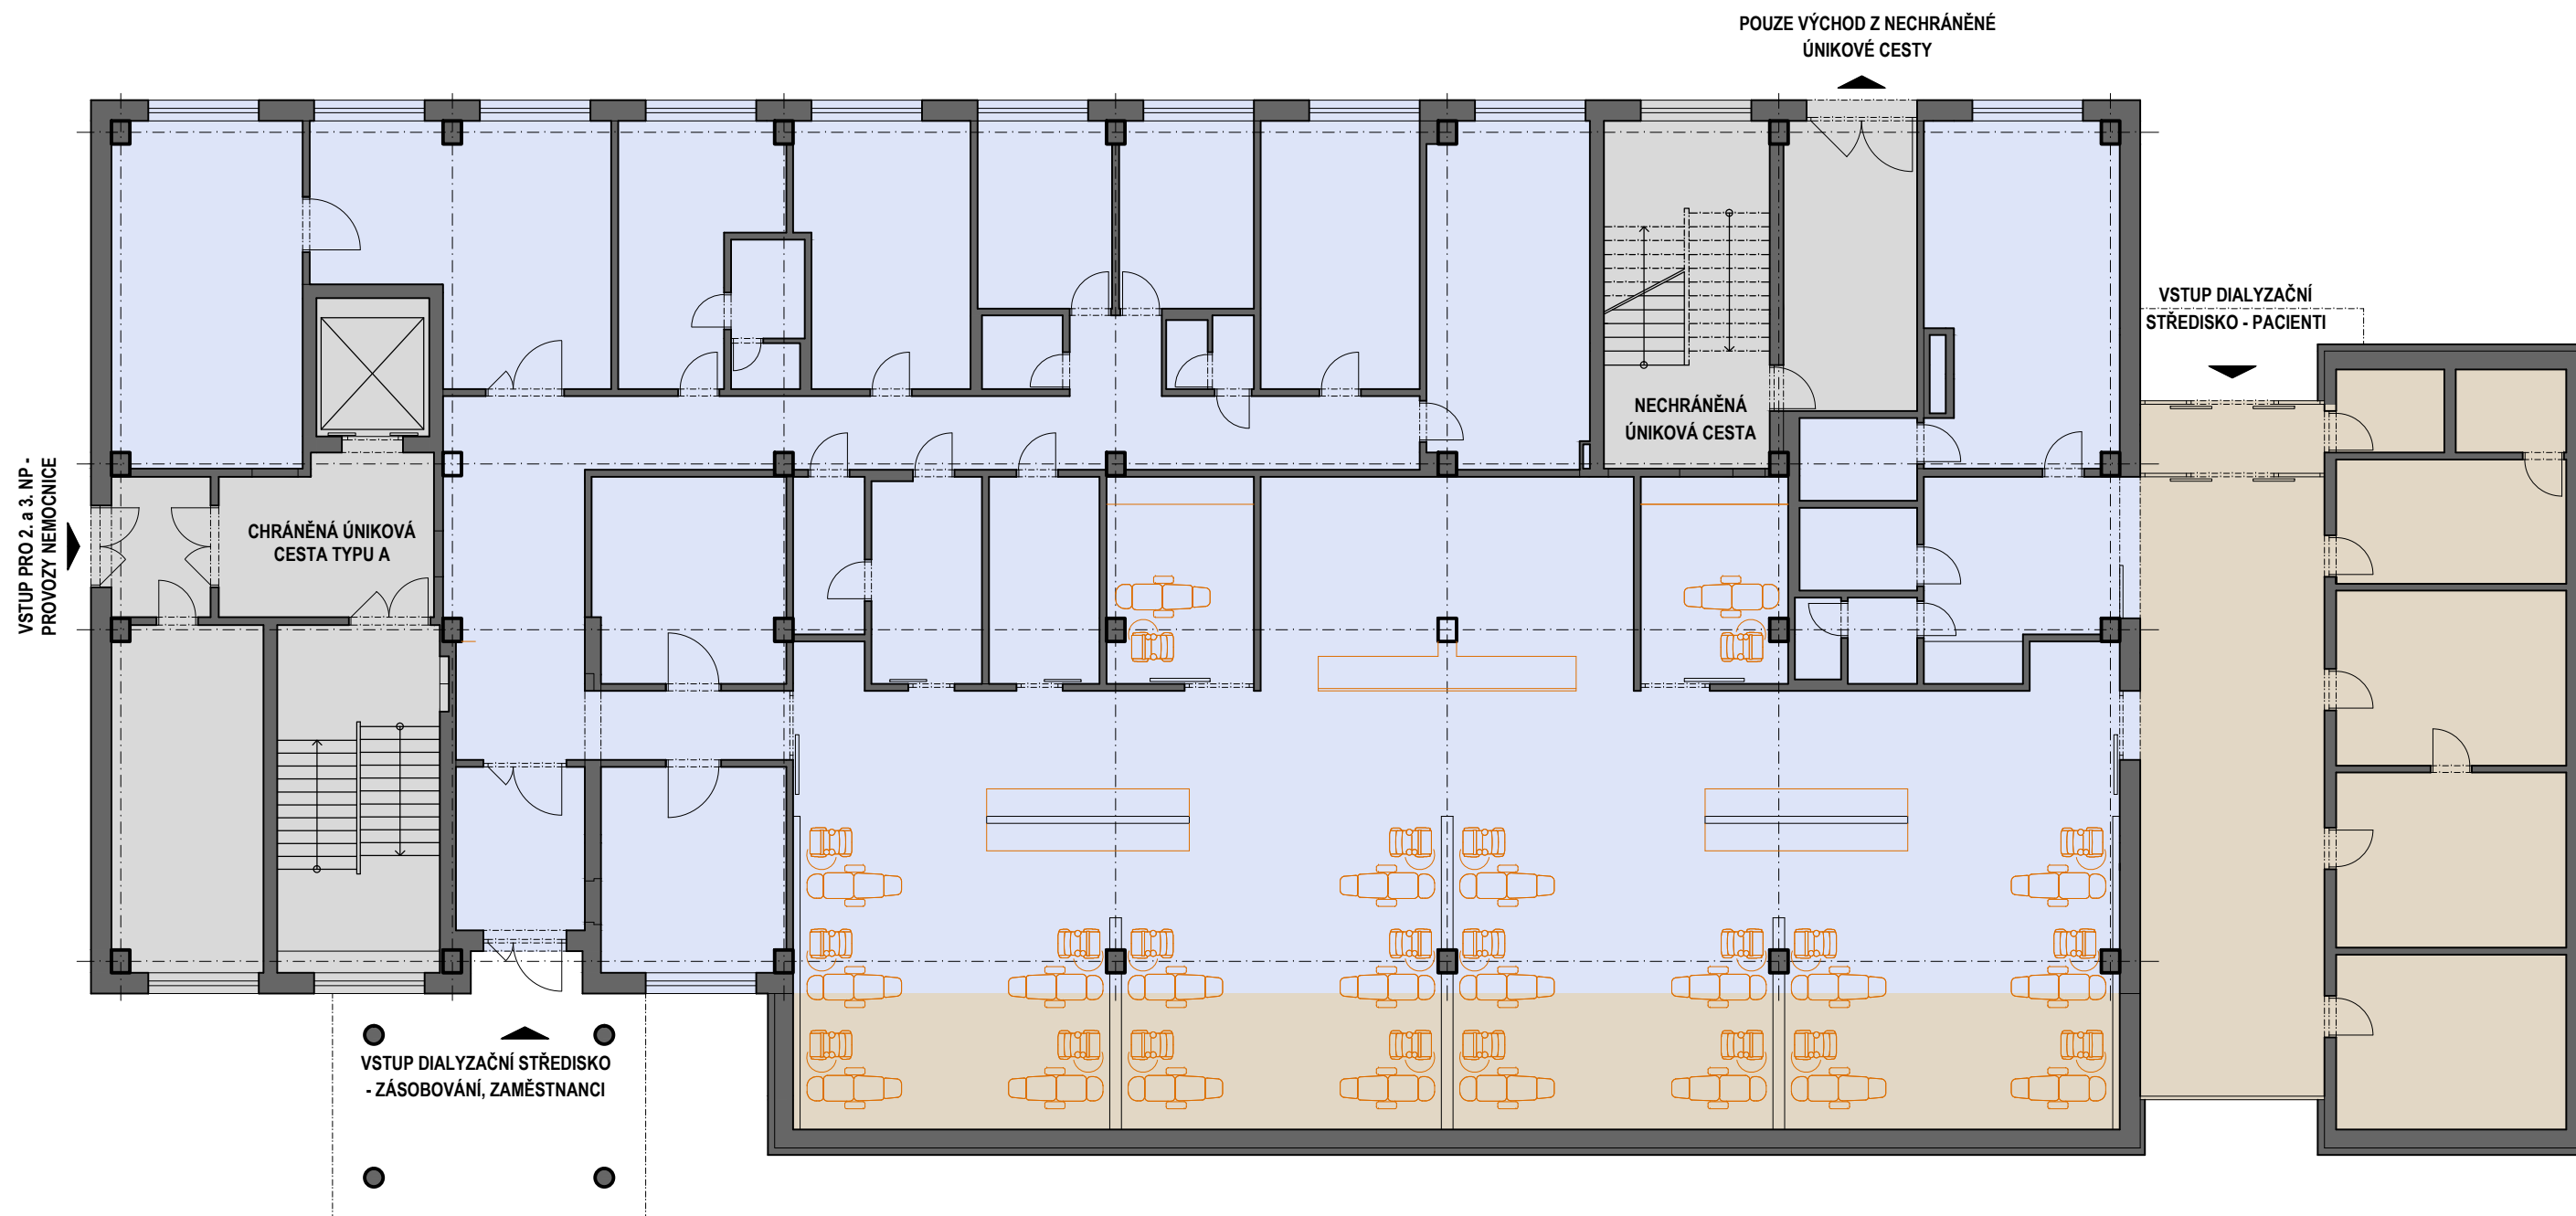 POUZE VÝCHOD Z NECHRÁNĚNÉ
ÚNIKOVÉ CESTY
VSTUP DIALYZAČNÍ
STŘEDISKO - PACIENTI
NECHRÁNĚNÁ
ÚNIKOVÁ CESTA
VSTUP PRO 2. a 3. NP -
PROVOZY NEMOCNICE
CHRÁNĚNÁ ÚNIKOVÁ
CESTA TYPU A
VSTUP DIALYZAČNÍ STŘEDISKO
- ZÁSOBOVÁNÍ, ZAMĚSTNANCI